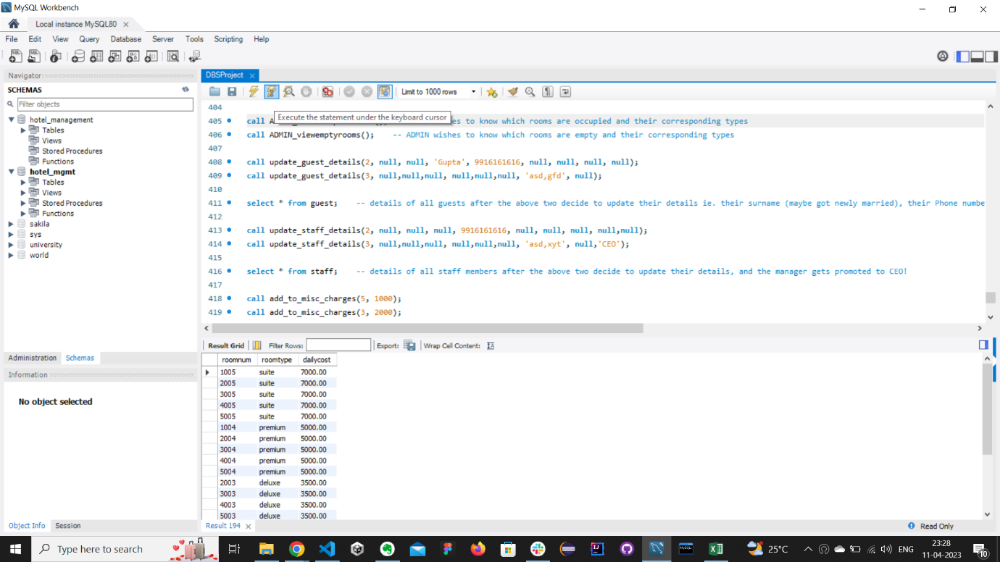 MySQL Workbench
Local instance MySQL80
File Edit View Query Database Server Tools Scripting Help
Navigator
SCHEMAS
Filter objects
hotel_management
Tables
Views
Stored Procedures
Functions
hotel_mgmt
Tables
Views
Stored Procedures
Functions
sakila
sys
university
world
Administration Schemas
Information
No object selected
Object Info Session
DBSProject
Limit to 1000 rows
404
Execute the statement under the keyboard cursor
405 call A es to know which rooms are occupied and their corresponding types
406 call ADMIN_viewemptyrooms(); -- ADMIN wishes to know which rooms are empty and their corresponding types
407
408 call update_guest_details(2, null, null, 'Gupta', 9916161616, null, null, null, null);
409 call update_guest_details(3, null,null,null, null,null,null, 'asd,gfd', null);
410
411 select * from guest; -- details of all guests after the above two decide to update their details ie. their surname (maybe got newly married), their Phone numbe
412
413 call update_staff_details(2, null, null, null, 9916161616, null, null, null, null,null);
414 call update_staff_details(3, null,null,null, null,null,null, 'asd,xyt', null,'CEO');
415
416 select * from staff; -- details of all staff members after the above two decide to update their details, and the manager gets promoted to CEO!
417
418 call add_to_misc_charges(5, 1000);
419 call add_to_misc_charges(3, 2000);
Result Grid Filter Rows: Export: Wrap Cell Content:
roomnum roomtype dailycost
1005 suite 7000.00
2005 suite 7000.00
3005 suite 7000.00
4005 suite 7000.00
5005 suite 7000.00
1004 premium 5000.00
2004 premium 5000.00
3004 premium 5000.00
4004 premium 5000.00
5004 premium 5000.00
2003 deluxe 3500.00
3003 deluxe 3500.00
4003 deluxe 3500.00
5003 deluxe 3500.00
Result 194
Read Only
Type here to search
25°C
ENG
23:28
11-04-2023
10